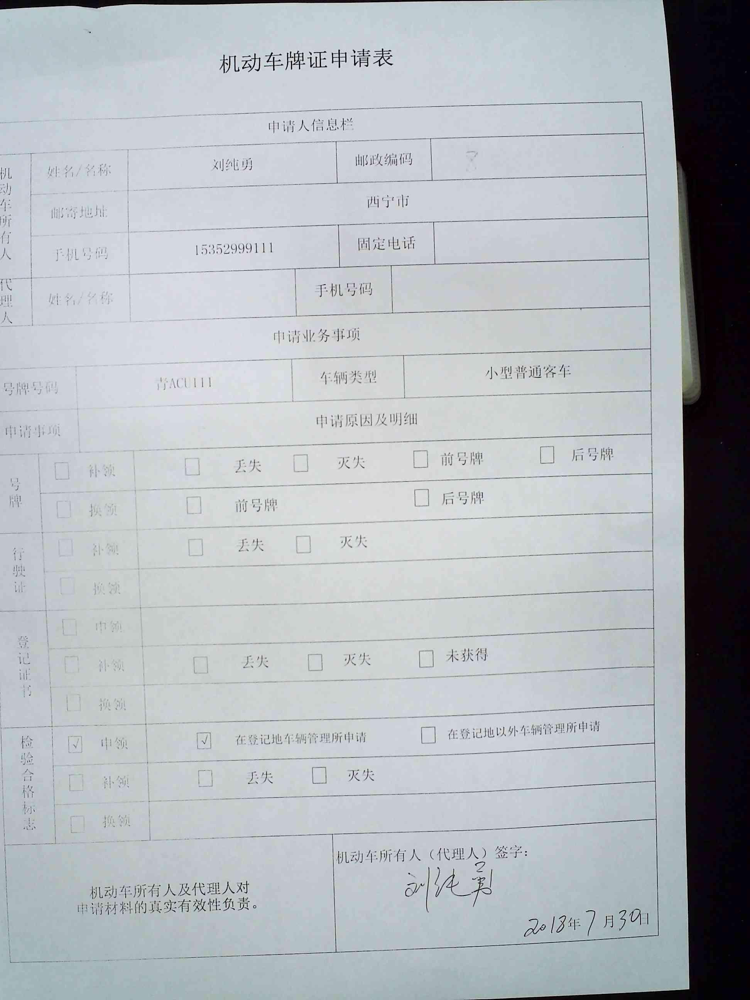 机动车牌证申请表
申请人信息栏
机动车所有人
姓名/名称 刘纯勇 邮政编码 8
邮寄地址 西宁市
手机号码 15352999111 固定电话
代理人
姓名/名称 手机号码
申请业务事项
号牌号码 青ACU111 车辆类型 小型普通客车
申请事项 申请原因及明细
号牌
□ 补领 □ 丢失 □ 灭失 □ 前号牌 □ 后号牌
□ 换领 □ 前号牌 □ 后号牌
行驶证
□ 补领 □ 丢失 □ 灭失
□ 换领
登记证书
□ 申领
□ 补领 □ 丢失 □ 灭失 □ 未获得
□ 换领
检验合格标志
☑ 申领 ☑ 在登记地车辆管理所申请 □ 在登记地以外车辆管理所申请
□ 补领 □ 丢失 □ 灭失
□ 换领
机动车所有人及代理人对
申请材料的真实有效性负责。
机动车所有人（代理人）签字：
刘纯勇
2018年7月30日